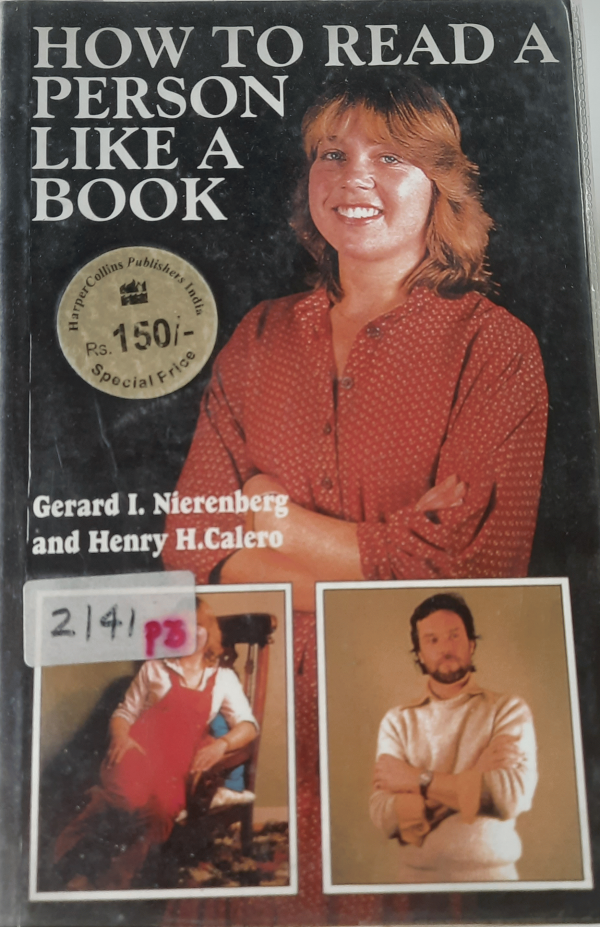 HOW TO READ A
PERSON
LIKE A
BOOK
HarperCollins Publishers India
Rs. 150/-
Special Price
Gerard I. Nierenberg
and Henry H.Calero
2141 P3